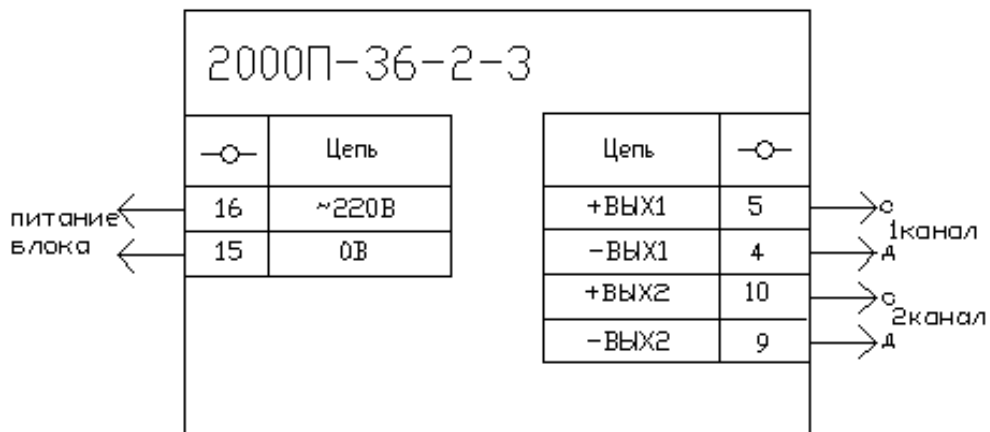 2000П-36-2-3
Цепь
16 ~220В
15 0В
питание
блока
Цепь
+ВЫХ1 5
-ВЫХ1 4
+ВЫХ2 10
-ВЫХ2 9
с
1канал
д
с
2канал
д